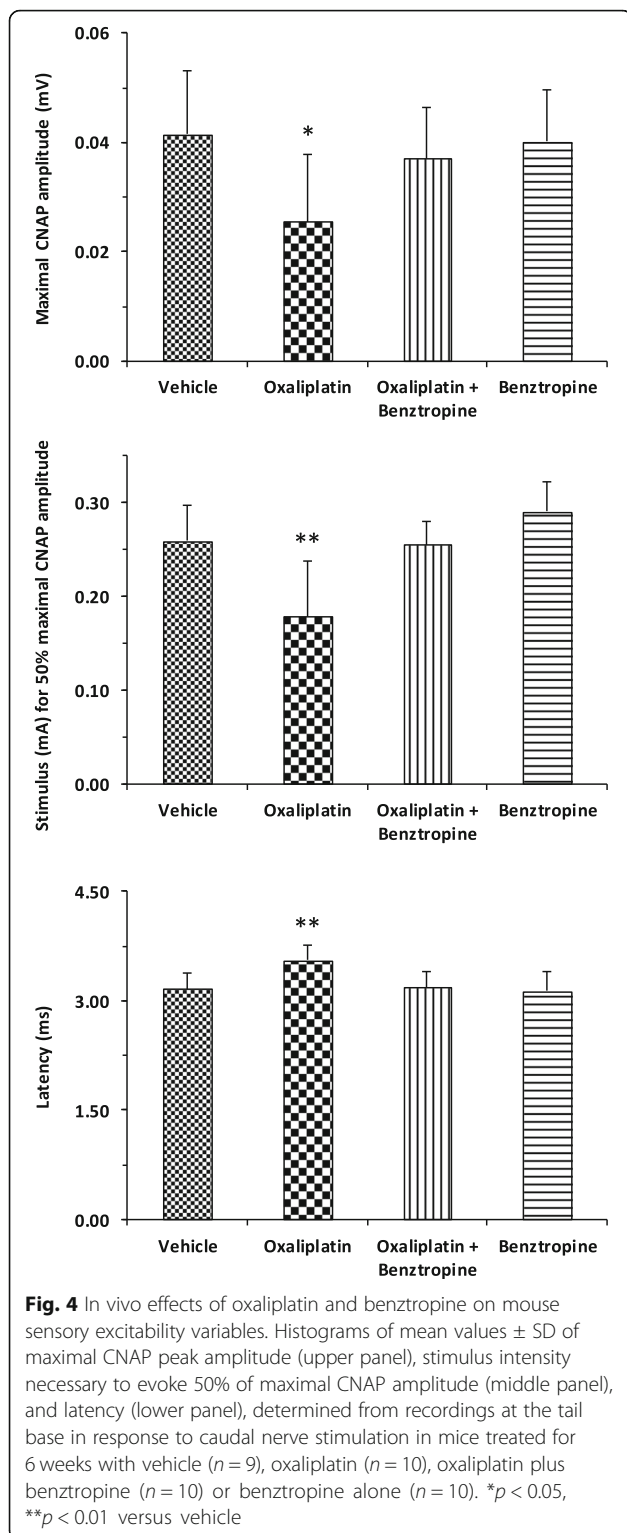 Maximal CNAP amplitude (mV)
0.06
0.04
0.02
0.00
*
Vehicle
Oxaliplatin
Oxaliplatin +
Benztropine
Benztropine
Stimulus (mA) for 50% maximal CNAP amplitude
0.30
0.20
0.10
0.00
**
Vehicle
Oxaliplatin
Oxaliplatin +
Benztropine
Benztropine
Latency (ms)
4.50
3.00
1.50
0.00
**
Vehicle
Oxaliplatin
Oxaliplatin +
Benztropine
Benztropine
Fig. 4 In vivo effects of oxaliplatin and benztropine on mouse
sensory excitability variables. Histograms of mean values ± SD of
maximal CNAP peak amplitude (upper panel), stimulus intensity
necessary to evoke 50% of maximal CNAP amplitude (middle panel),
and latency (lower panel), determined from recordings at the tail
base in response to caudal nerve stimulation in mice treated for
6 weeks with vehicle (n = 9), oxaliplatin (n = 10), oxaliplatin plus
benztropine (n = 10) or benztropine alone (n = 10). *p < 0.05,
**p < 0.01 versus vehicle